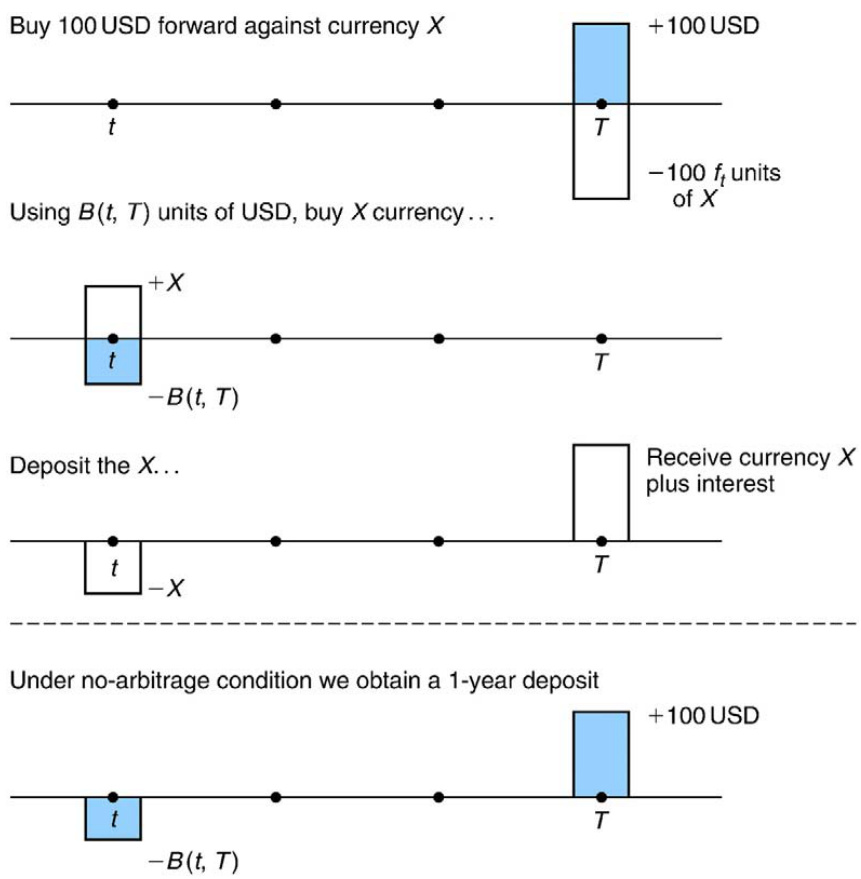 Buy 100 USD forward against currency X
+100 USD
t
T
−100 fₜ units
of X
Using B(t, T) units of USD, buy X currency...
+X
t
T
−B(t, T)
Deposit the X...
Receive currency X
plus interest
t
T
−X
Under no-arbitrage condition we obtain a 1-year deposit
+100 USD
t
T
−B(t, T)